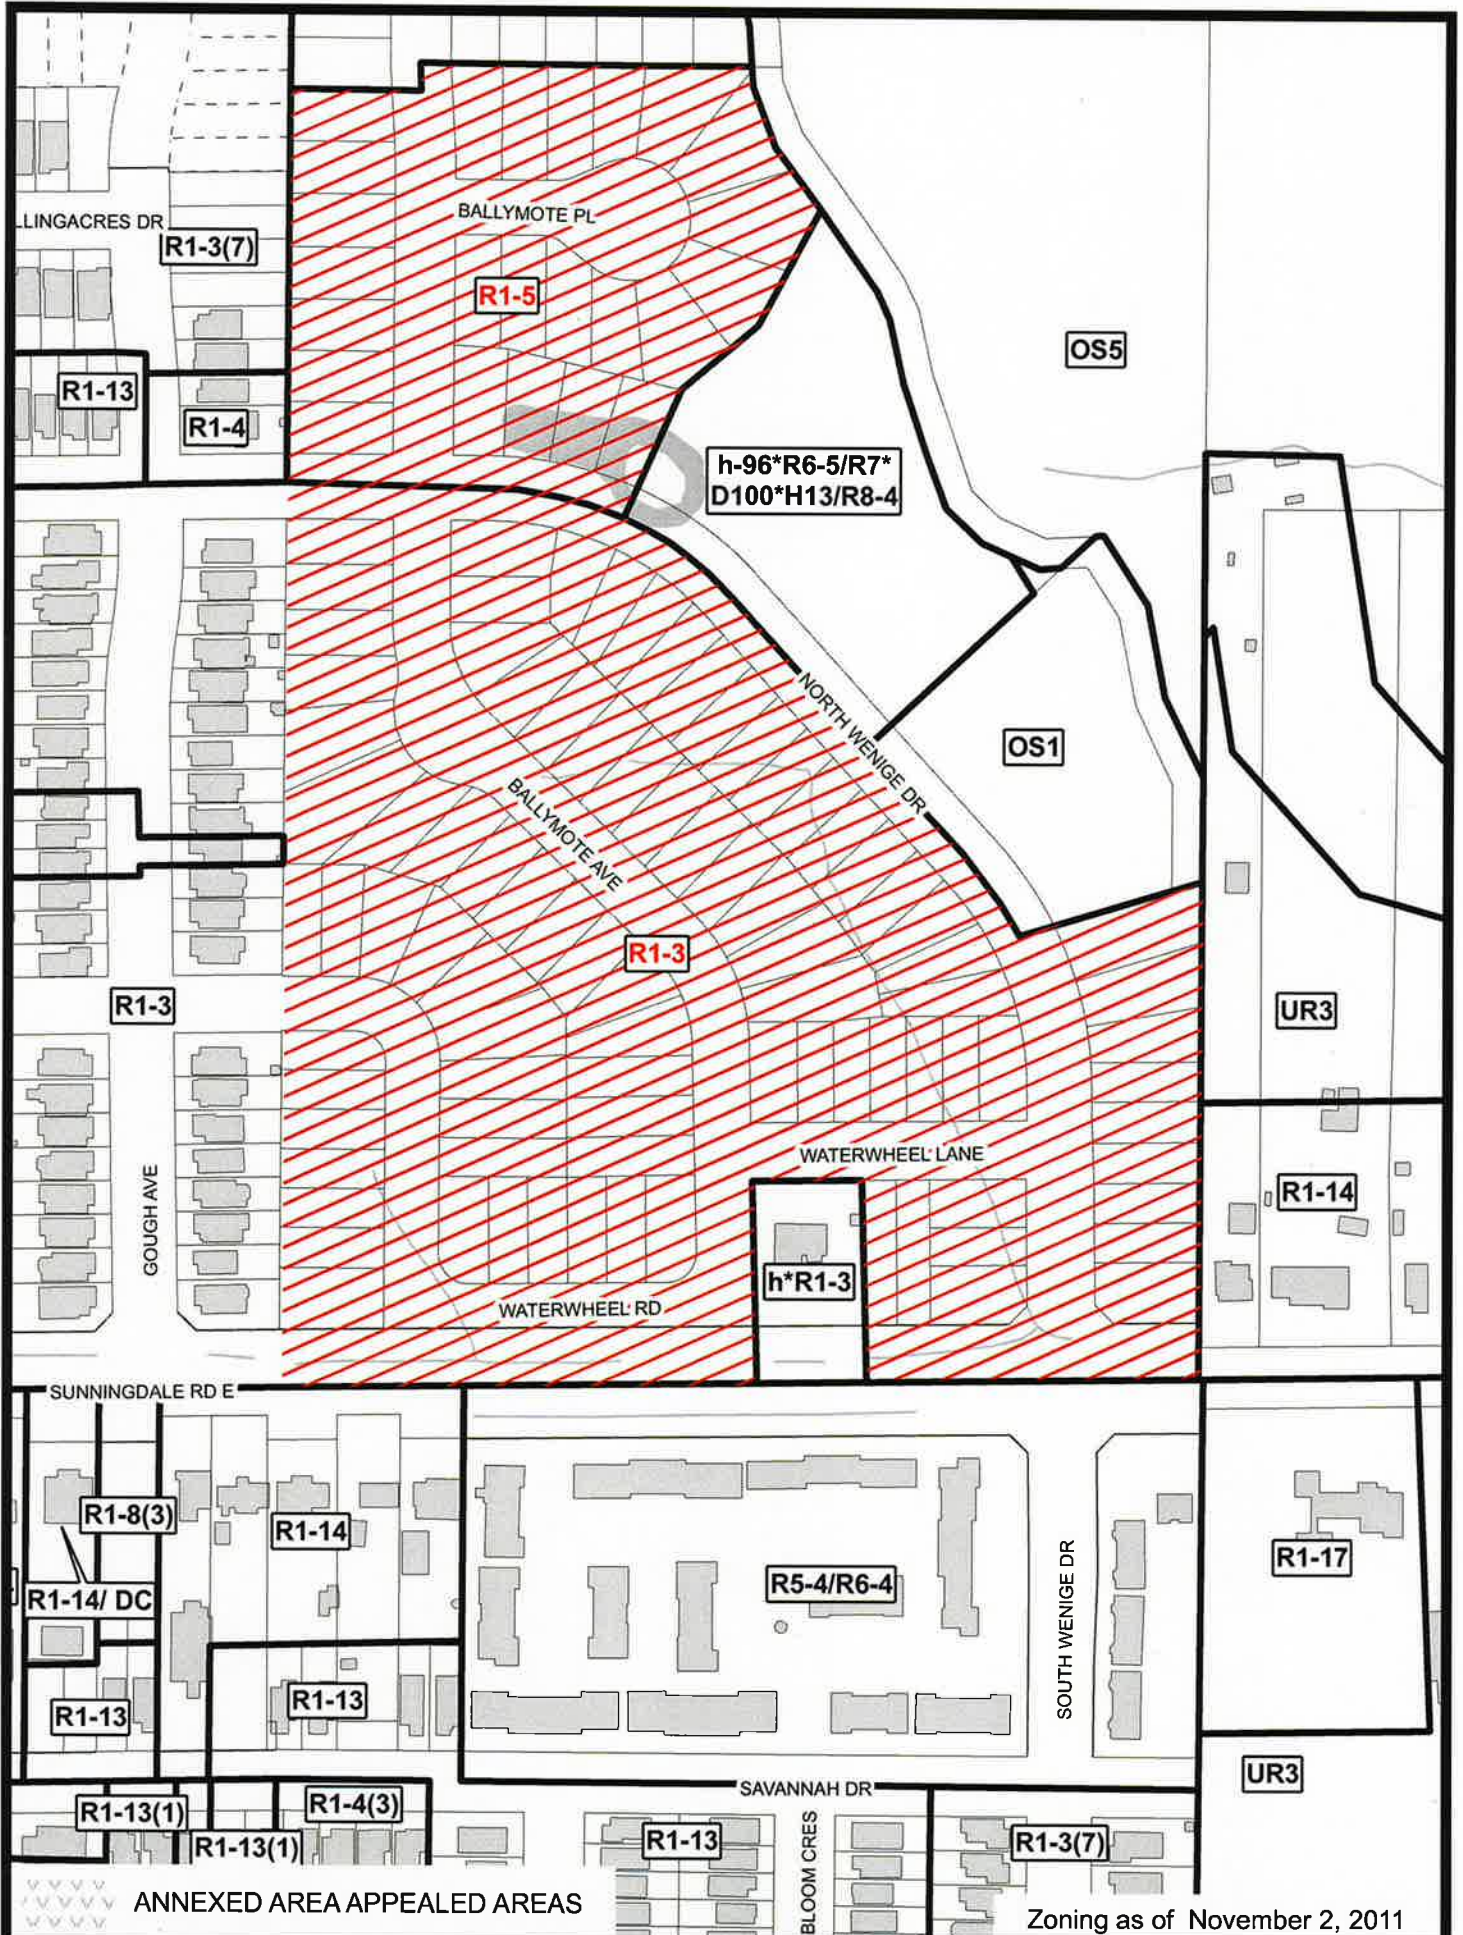 LLINGACRES DR
R1-3(7)
BALLYMOTE PL
R1-5
OS5
R1-13
R1-4
h-96*R6-5/R7*
D100*H13/R8-4
NORTH WENIGE DR
OS1
BALLYMOTE AVE
R1-3
R1-3
UR3
WATERWHEEL LANE
R1-14
GOUGH AVE
h*R1-3
WATERWHEEL RD
SUNNINGDALE RD E
R1-8(3)
R1-14
R1-17
R5-4/R6-4
R1-14/ DC
SOUTH WENIGE DR
R1-13
R1-13
UR3
SAVANNAH DR
R1-13(1)
R1-4(3)
R1-13(1)
R1-13
BLOOM CRES
R1-3(7)
ANNEXED AREA APPEALED AREAS
Zoning as of November 2, 2011